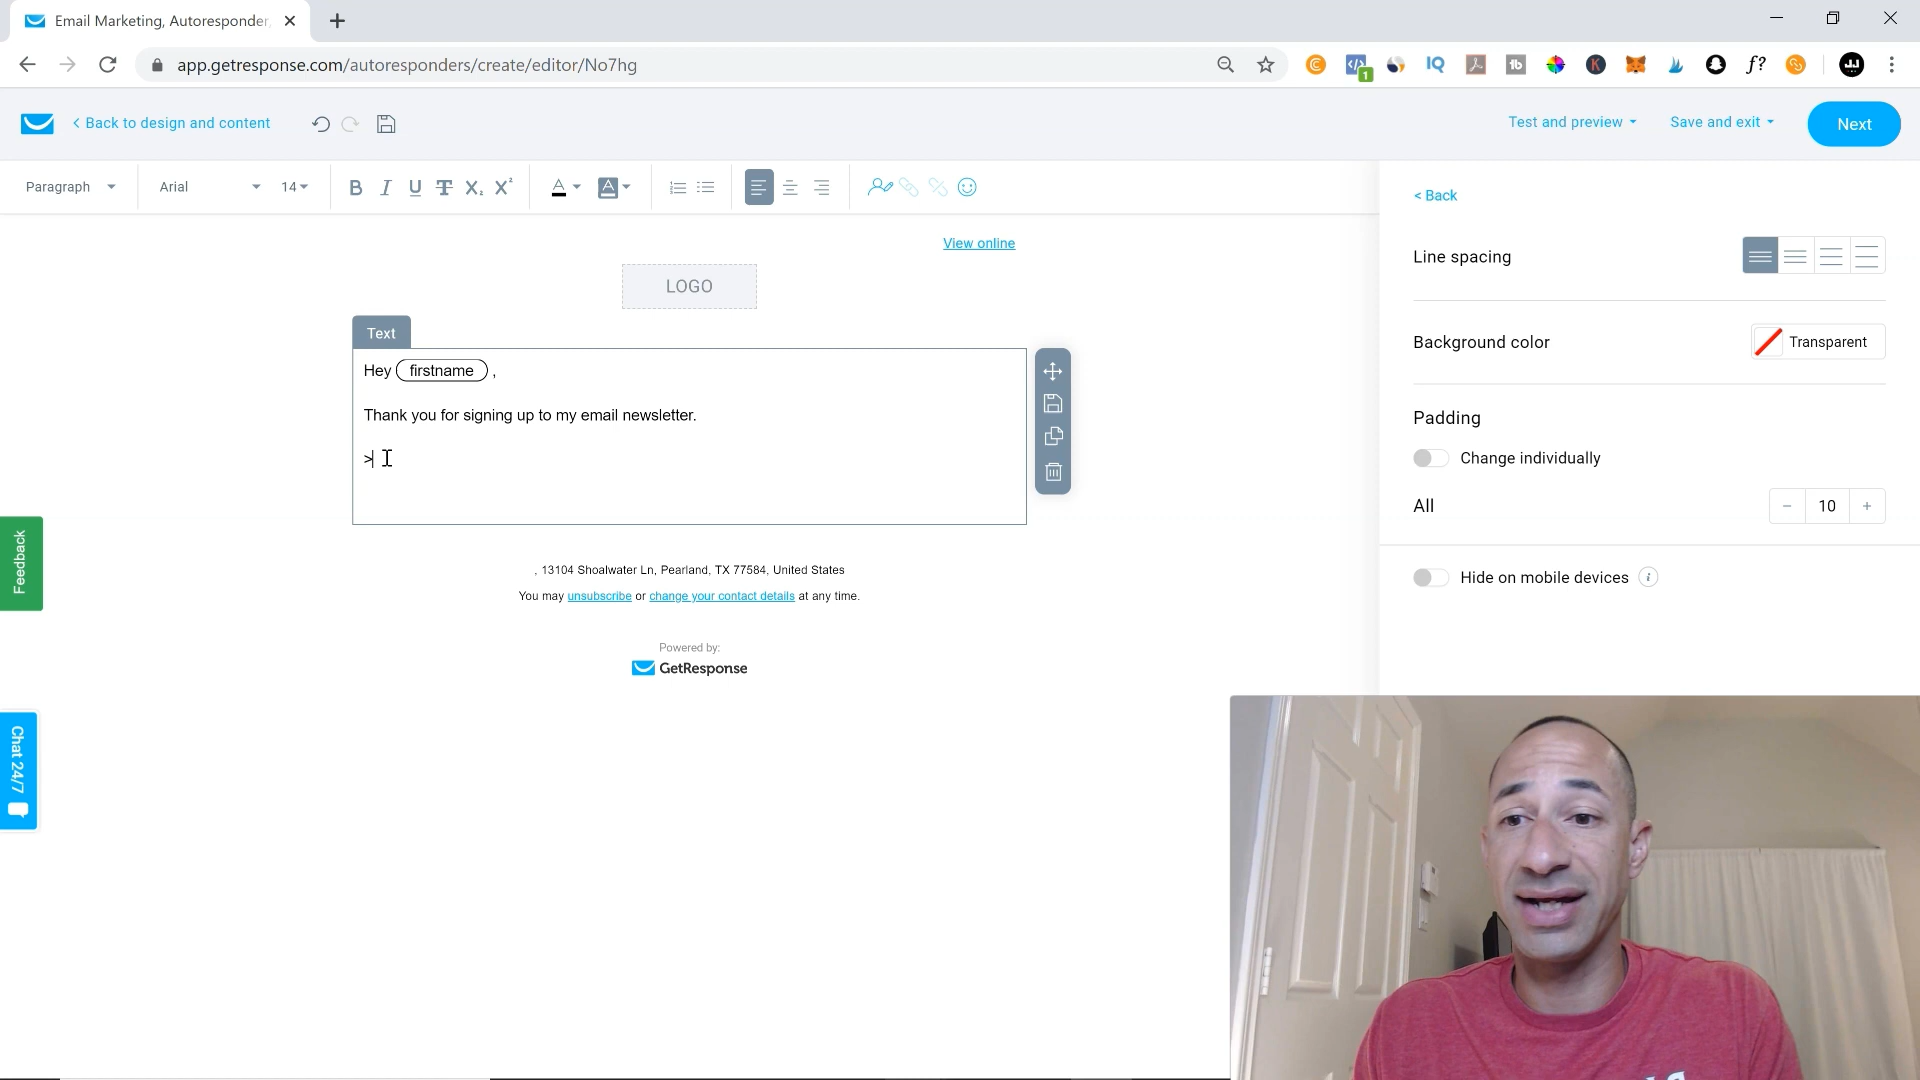 Email Marketing, Autoresponder,
app.getresponse.com/autoresponders/create/editor/No7hg
< Back to design and content
Test and preview
Save and exit
Next
Paragraph
Arial
14
< Back
View online
Line spacing
LOGO
Text
Hey firstname ,
Background color
Transparent
Thank you for signing up to my email newsletter.
Padding
>
Change individually
All
10
Feedback
, 13104 Shoalwater Ln, Pearland, TX 77584, United States
Hide on mobile devices
You may unsubscribe or change your contact details at any time.
Powered by:
GetResponse
Chat 24/7